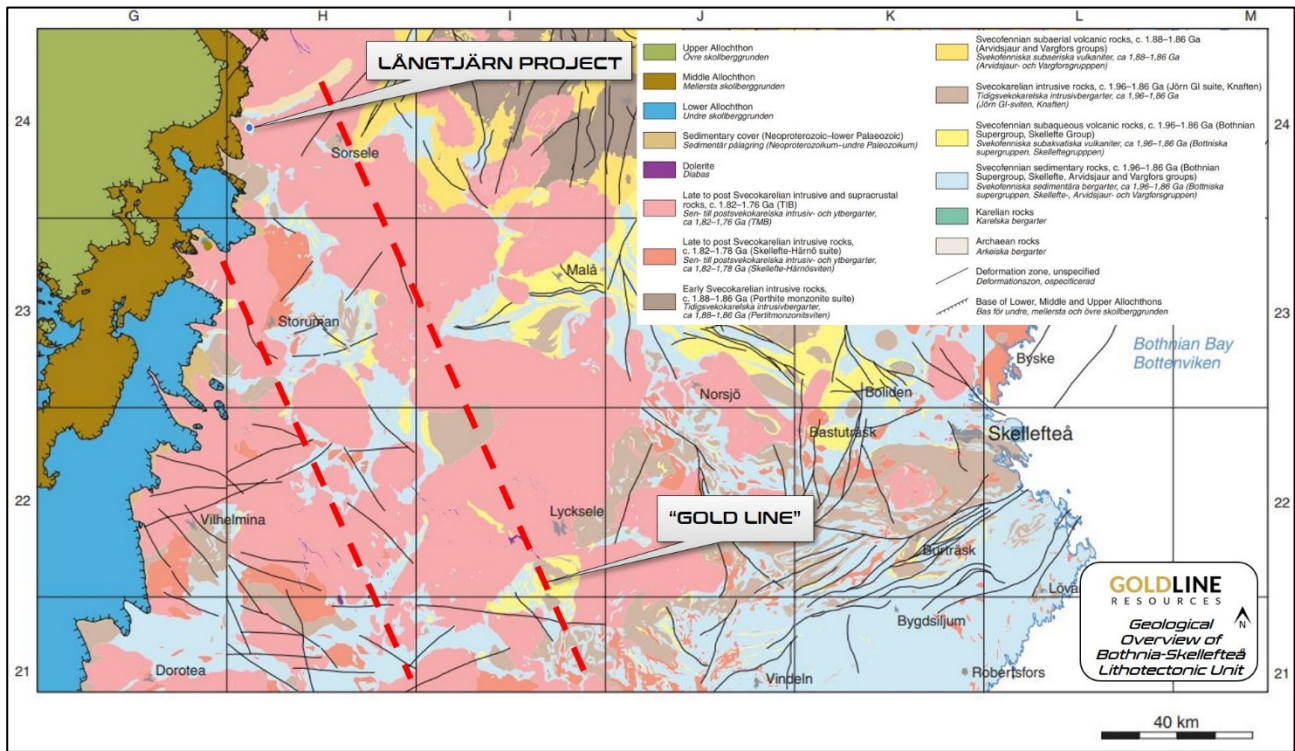 G H I J K L M
LÅNGTJÄRN PROJECT
24
24
Sorsele
Upper Allochthon
Övre skollberggrunden
Middle Allochthon
Mellersta skollberggrunden
Lower Allochthon
Undre skollberggrunden
Sedimentary cover (Neoproterozoic–lower Palaeozoic)
Sedimentär pålagring (Neoproterozoikum–undre Paleozoikum)
Dolerite
Diabas
Late to post Svecokarelian intrusive and supracrustal
rocks, c. 1.82–1.76 Ga (TIB)
Sen- till postsvekokarelska intrusiv- och ytbergarter,
ca 1,82–1,76 Ga (TMB)
Late to post Svecokarelian intrusive rocks,
c. 1.82–1.78 Ga (Skellefte-Härnö suite)
Sen- till postsvekokarelska intrusiv- och ytbergarter,
ca 1,82–1,78 Ga (Skellefte-Härnösviten)
Early Svecokarelian intrusive rocks,
c. 1.88–1.86 Ga (Perthite monzonite suite)
Tidigsvekokarelska intrusivbergarter,
ca 1,88–1,86 Ga (Pertitmonzonitsviten)
Svecofennian subaerial volcanic rocks, c. 1.88–1.86 Ga
(Arvidsjaur and Vargfors groups)
Svekofenniska subaeriska vulkaniter, ca 1,88–1,86 Ga
(Arvidsjaur- och Vargforsgrupppen)
Svecokarelian intrusive rocks, c. 1.96–1.86 Ga (Jörn GI suite, Knaften)
Tidigsvekokarelska intrusivbergarter, ca 1,96–1,86 Ga
(Jörn GI-sviten, Knaften)
Svecofennian subaqueous volcanic rocks, c. 1.96–1.86 Ga (Bothnian
Supergroup, Skellefte Group)
Svekofenniska subakvatiska vulkaniter, ca 1,96–1,86 Ga (Bottniska
supergruppen, Skelleftegrupppen)
Svecofennian sedimentary rocks, c. 1.96–1.86 Ga (Bothnian
Supergroup, Skellefte, Arvidsjaur and Vargfors groups)
Svekofenniska sedimentära bergarter, ca 1,96–1,86 Ga (Bottniska
supergruppen, Skellefte-, Arvidsjaur- och Vargforsgruppen)
Karelian rocks
Karelska bergarter
Archaean rocks
Arkeiska bergarter
Deformation zone, unspecified
Deformationszon, ospecificerad
Base of Lower, Middle and Upper Allochthons
Bas för undre, mellersta och övre skollberggrunden
Malå
23
Storuman
23
Byske
Bothnian Bay
Bottenviken
Norsjö
Boliden
Bastuträsk
Skellefteå
22
22
Vilhelmina
Lycksele
"GOLD LINE"
Burträsk
Lövån
Bygdsiljum
GOLDLINE
RESOURCES
N
Geological
Overview of
Bothnia-Skellefteå
Lithotectonic Unit
21
Dorotea
Vindeln
Robertsfors
21
40 km